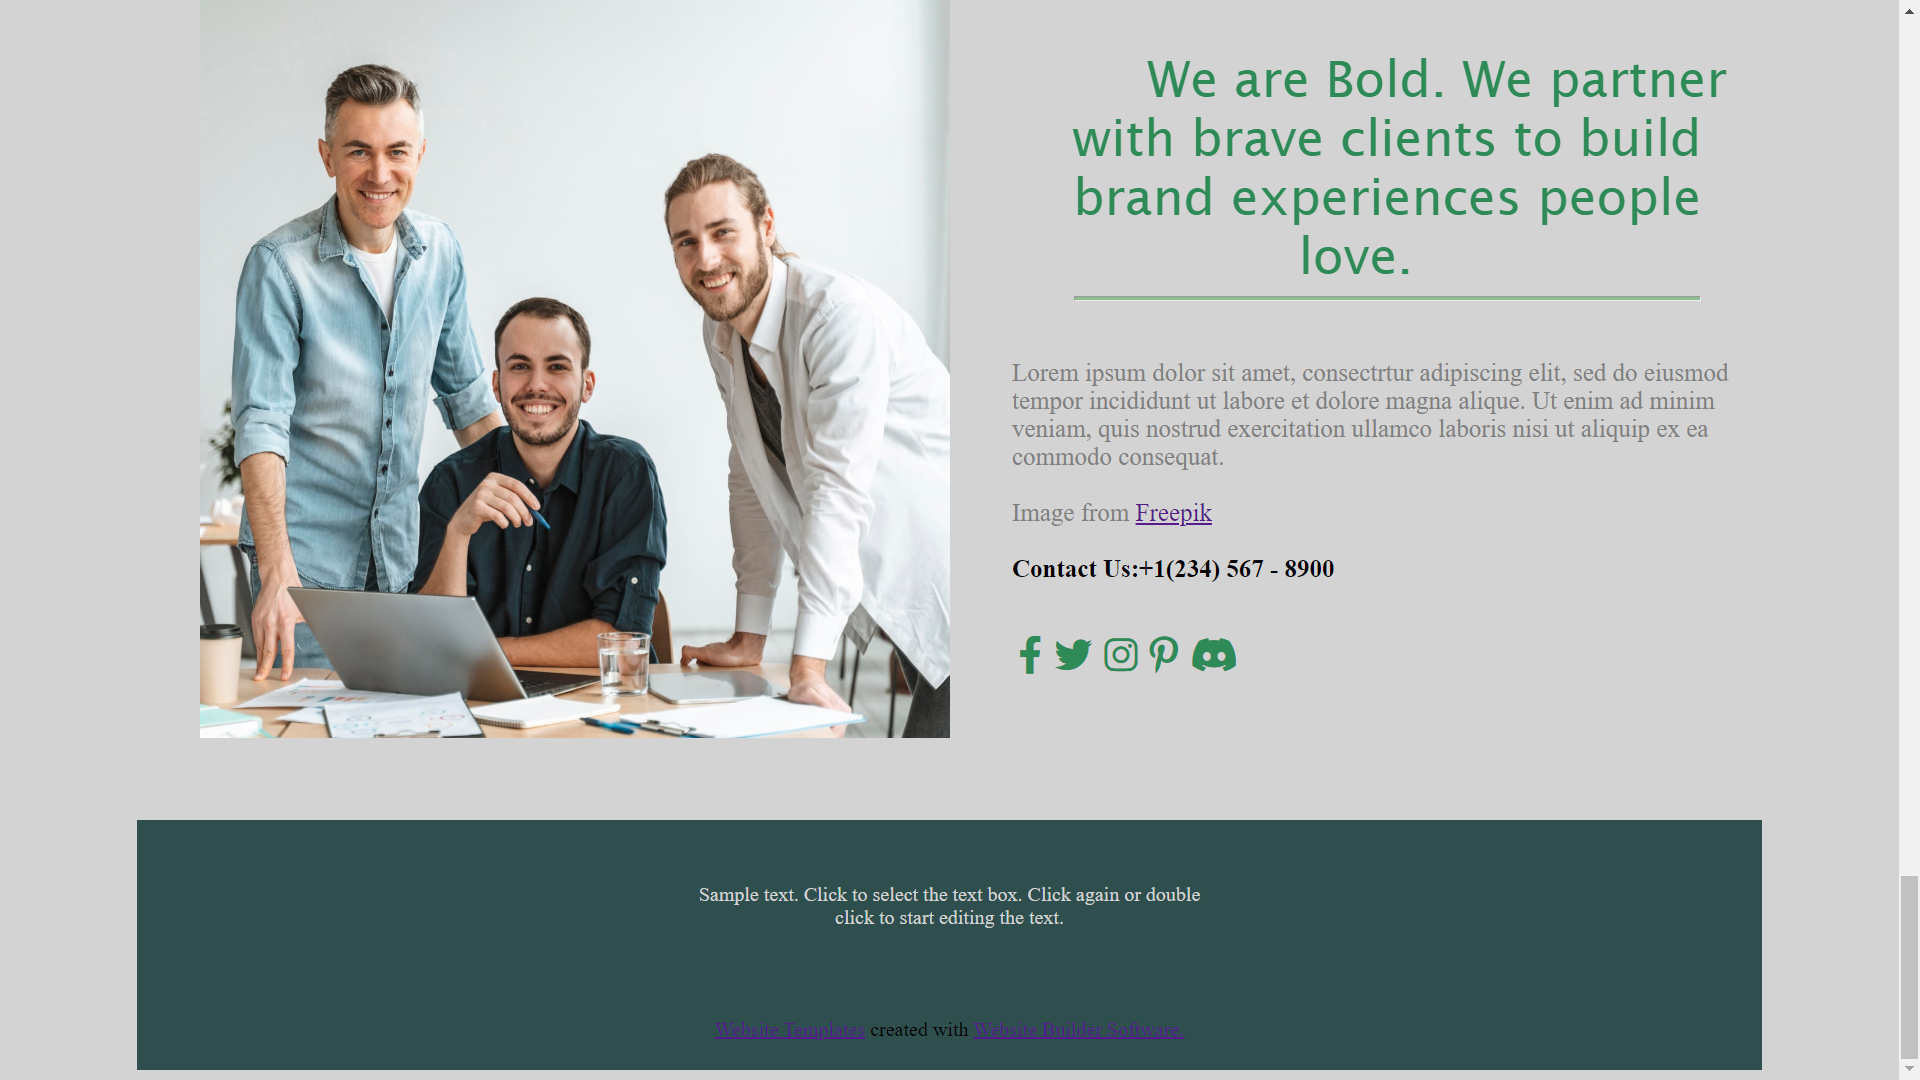 We are Bold. We partner
with brave clients to build
brand experiences people
love.
Lorem ipsum dolor sit amet, consectrtur adipiscing elit, sed do eiusmod
tempor incididunt ut labore et dolore magna alique. Ut enim ad minim
veniam, quis nostrud exercitation ullamco laboris nisi ut aliquip ex ea
commodo consequat.
Image from Freepik
Contact Us:+1(234) 567 - 8900
Sample text. Click to select the text box. Click again or double
click to start editing the text.
Website Templates created with Website Builder Software.